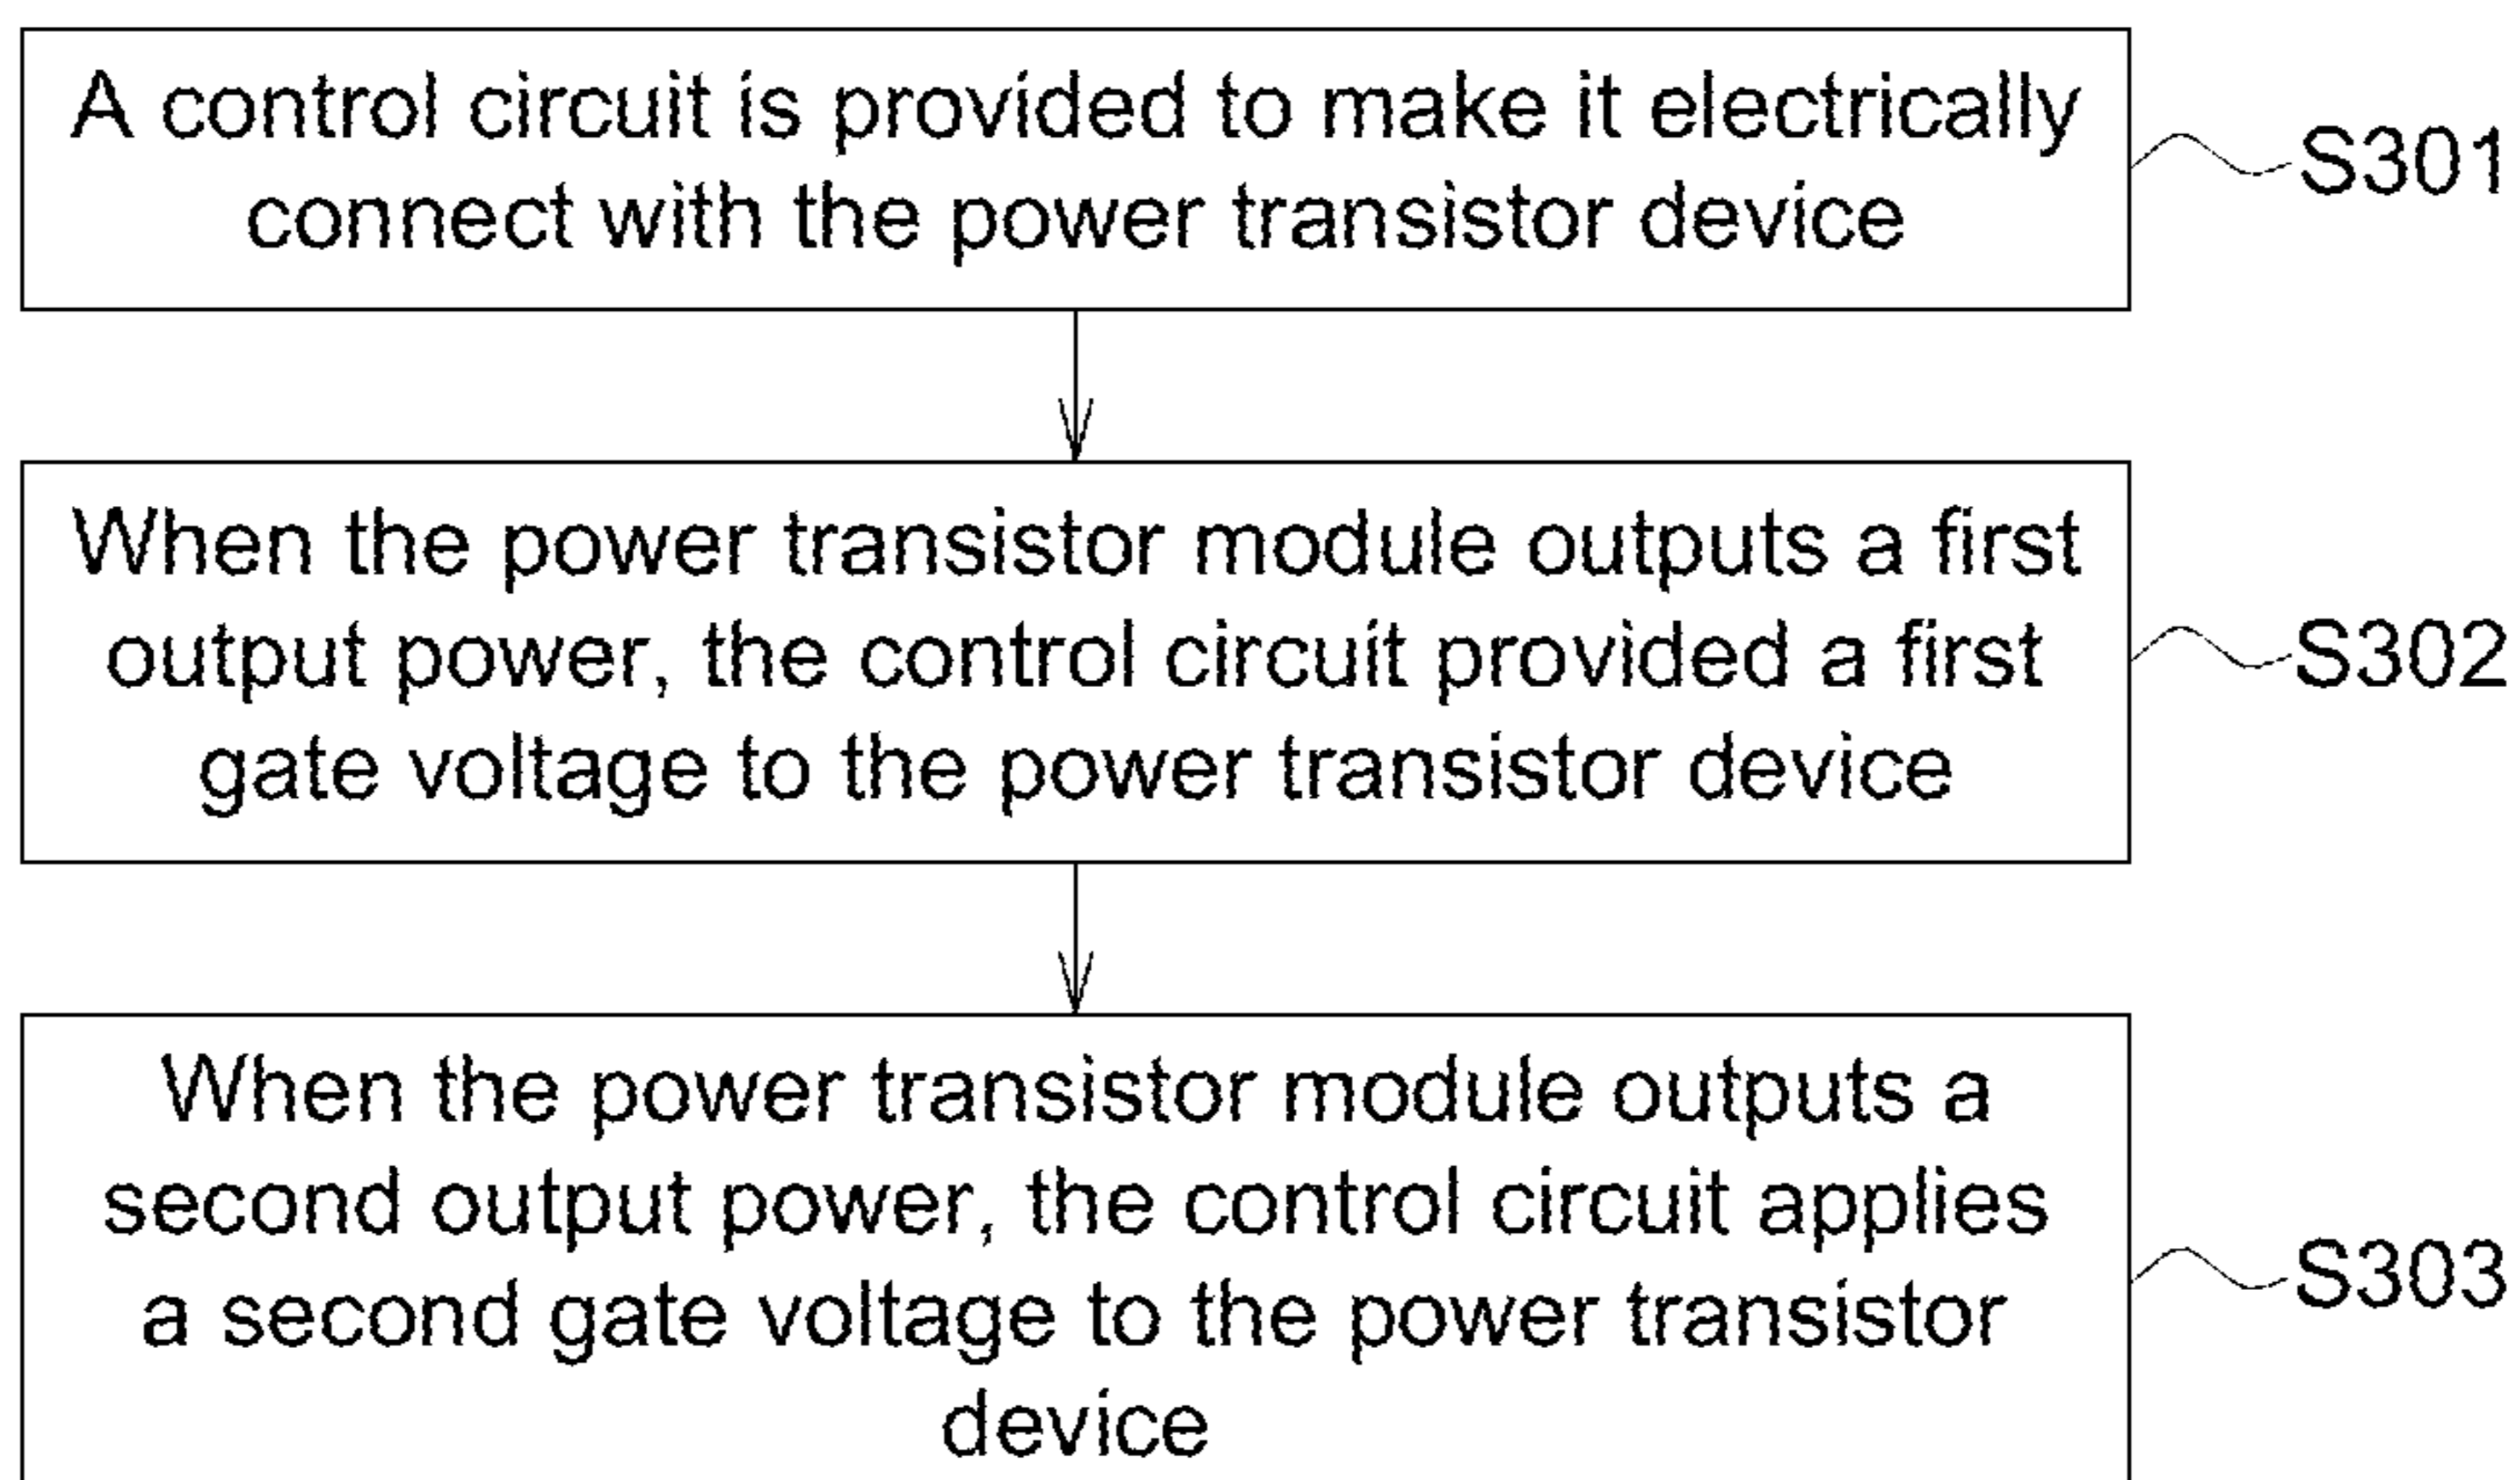 A control circuit is provided to make it electrically
connect with the power transistor device
S301
When the power transistor module outputs a first
output power, the control circuit provided a first
gate voltage to the power transistor device
S302
When the power transistor module outputs a
second output power, the control circuit applies
a second gate voltage to the power transistor
device
S303